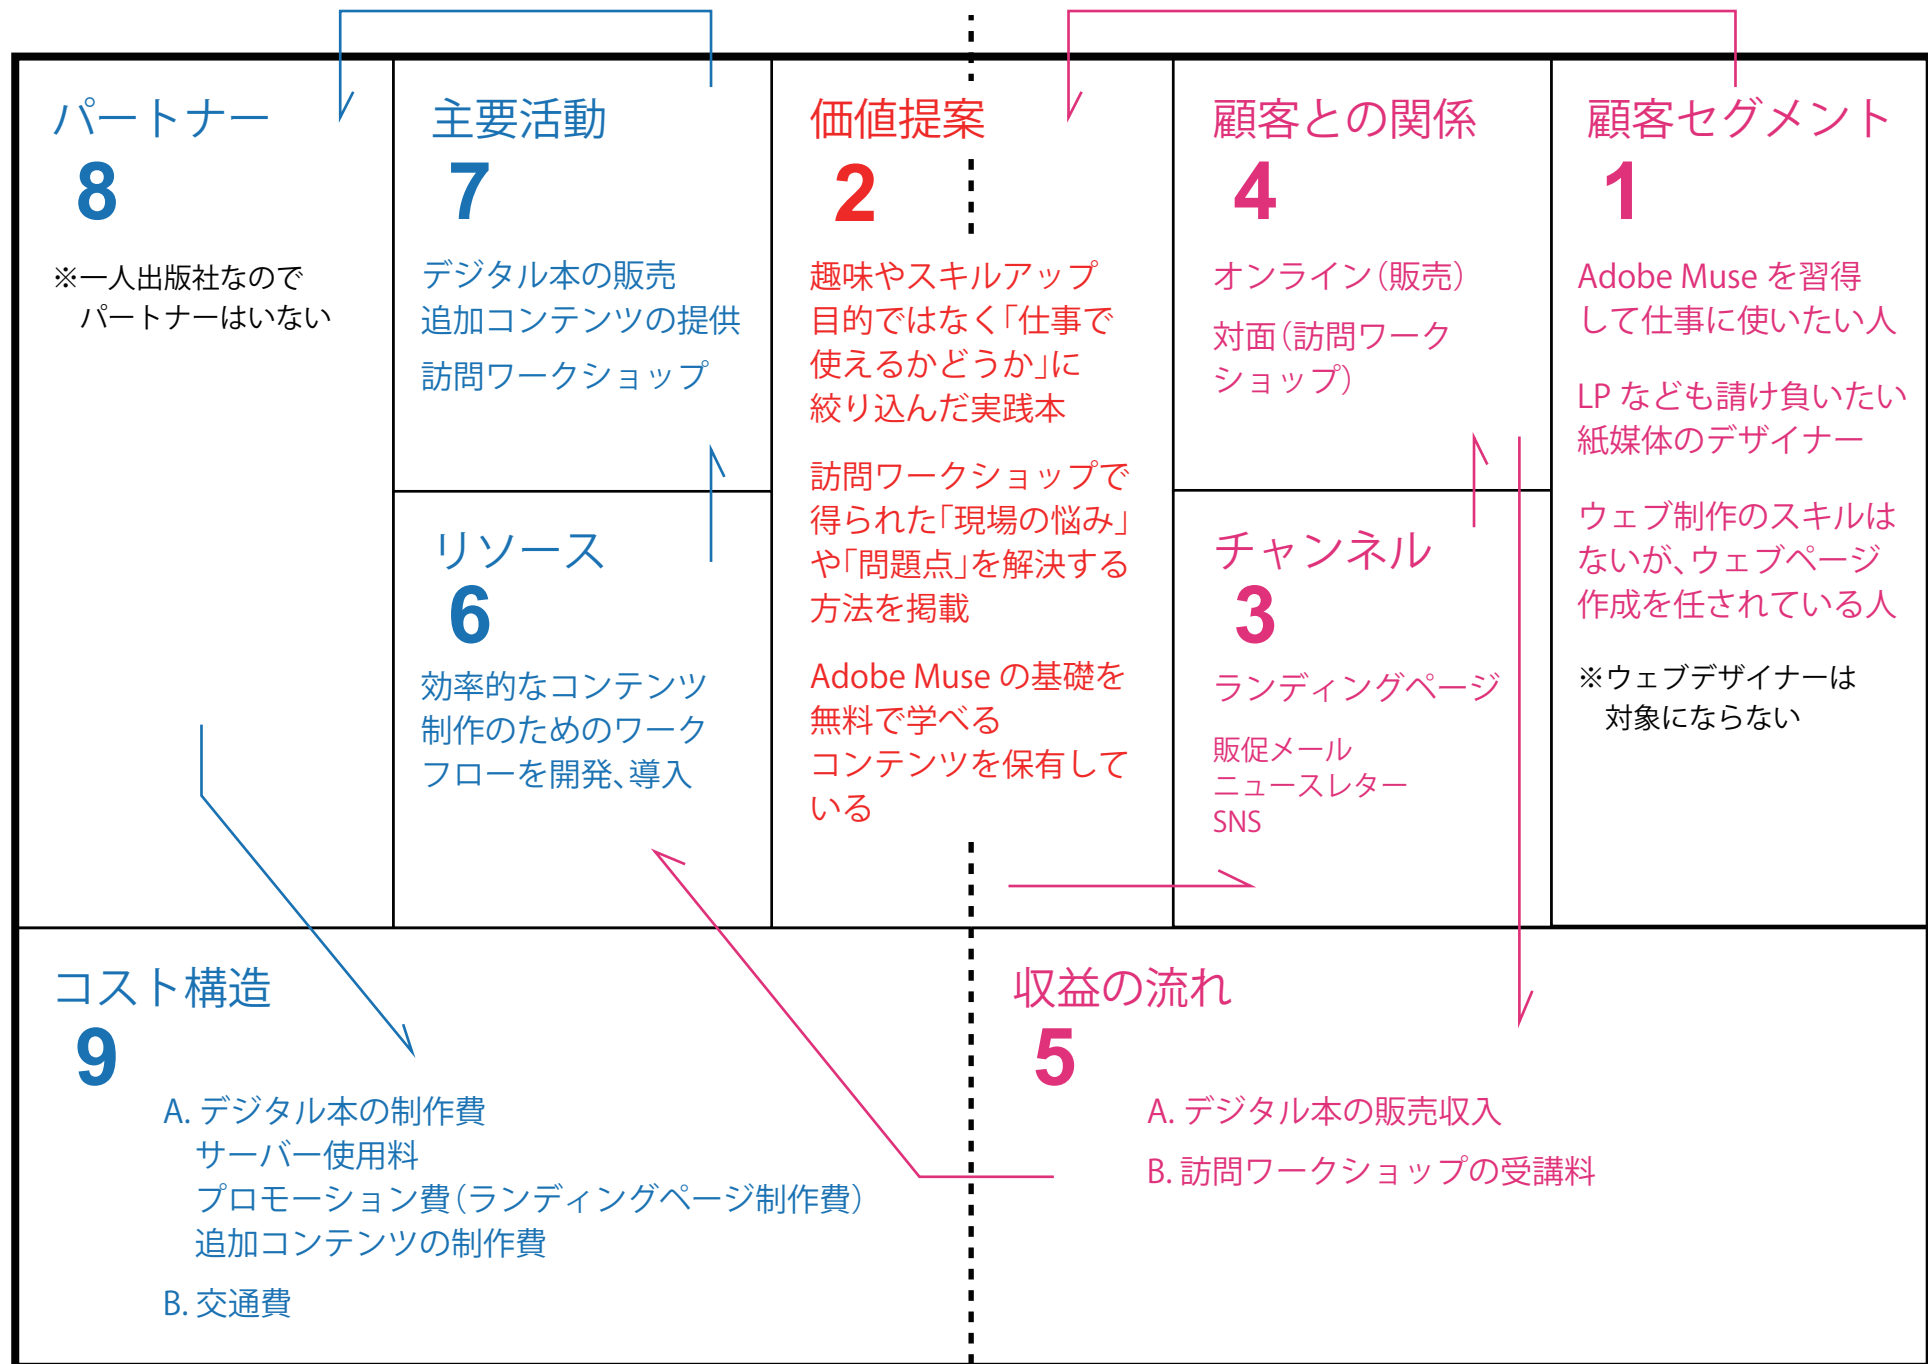 パートナー
8
※一人出版社なので
パートナーはいない
主要活動
7
デジタル本の販売
追加コンテンツの提供
訪問ワークショップ
リソース
6
効率的なコンテンツ
制作のためのワーク
フローを開発、導入
価値提案
2
趣味やスキルアップ
目的ではなく「仕事で
使えるかどうか」に
絞り込んだ実践本
訪問ワークショップで
得られた「現場の悩み」
や「問題点」を解決する
方法を掲載
Adobe Muse の基礎を
無料で学べる
コンテンツを保有して
いる
顧客との関係
4
オンライン（販売）
対面（訪問ワーク
ショップ）
チャンネル
3
ランディングページ
販促メール
ニュースレター
SNS
顧客セグメント
1
Adobe Muse を習得
して仕事に使いたい人
LP なども請け負いたい
紙媒体のデザイナー
ウェブ制作のスキルは
ないが、ウェブページ
作成を任されている人
※ウェブデザイナーは
対象にならない
コスト構造
9
A. デジタル本の制作費
サーバー使用料
プロモーション費（ランディングページ制作費）
追加コンテンツの制作費
B. 交通費
収益の流れ
5
A. デジタル本の販売収入
B. 訪問ワークショップの受講料